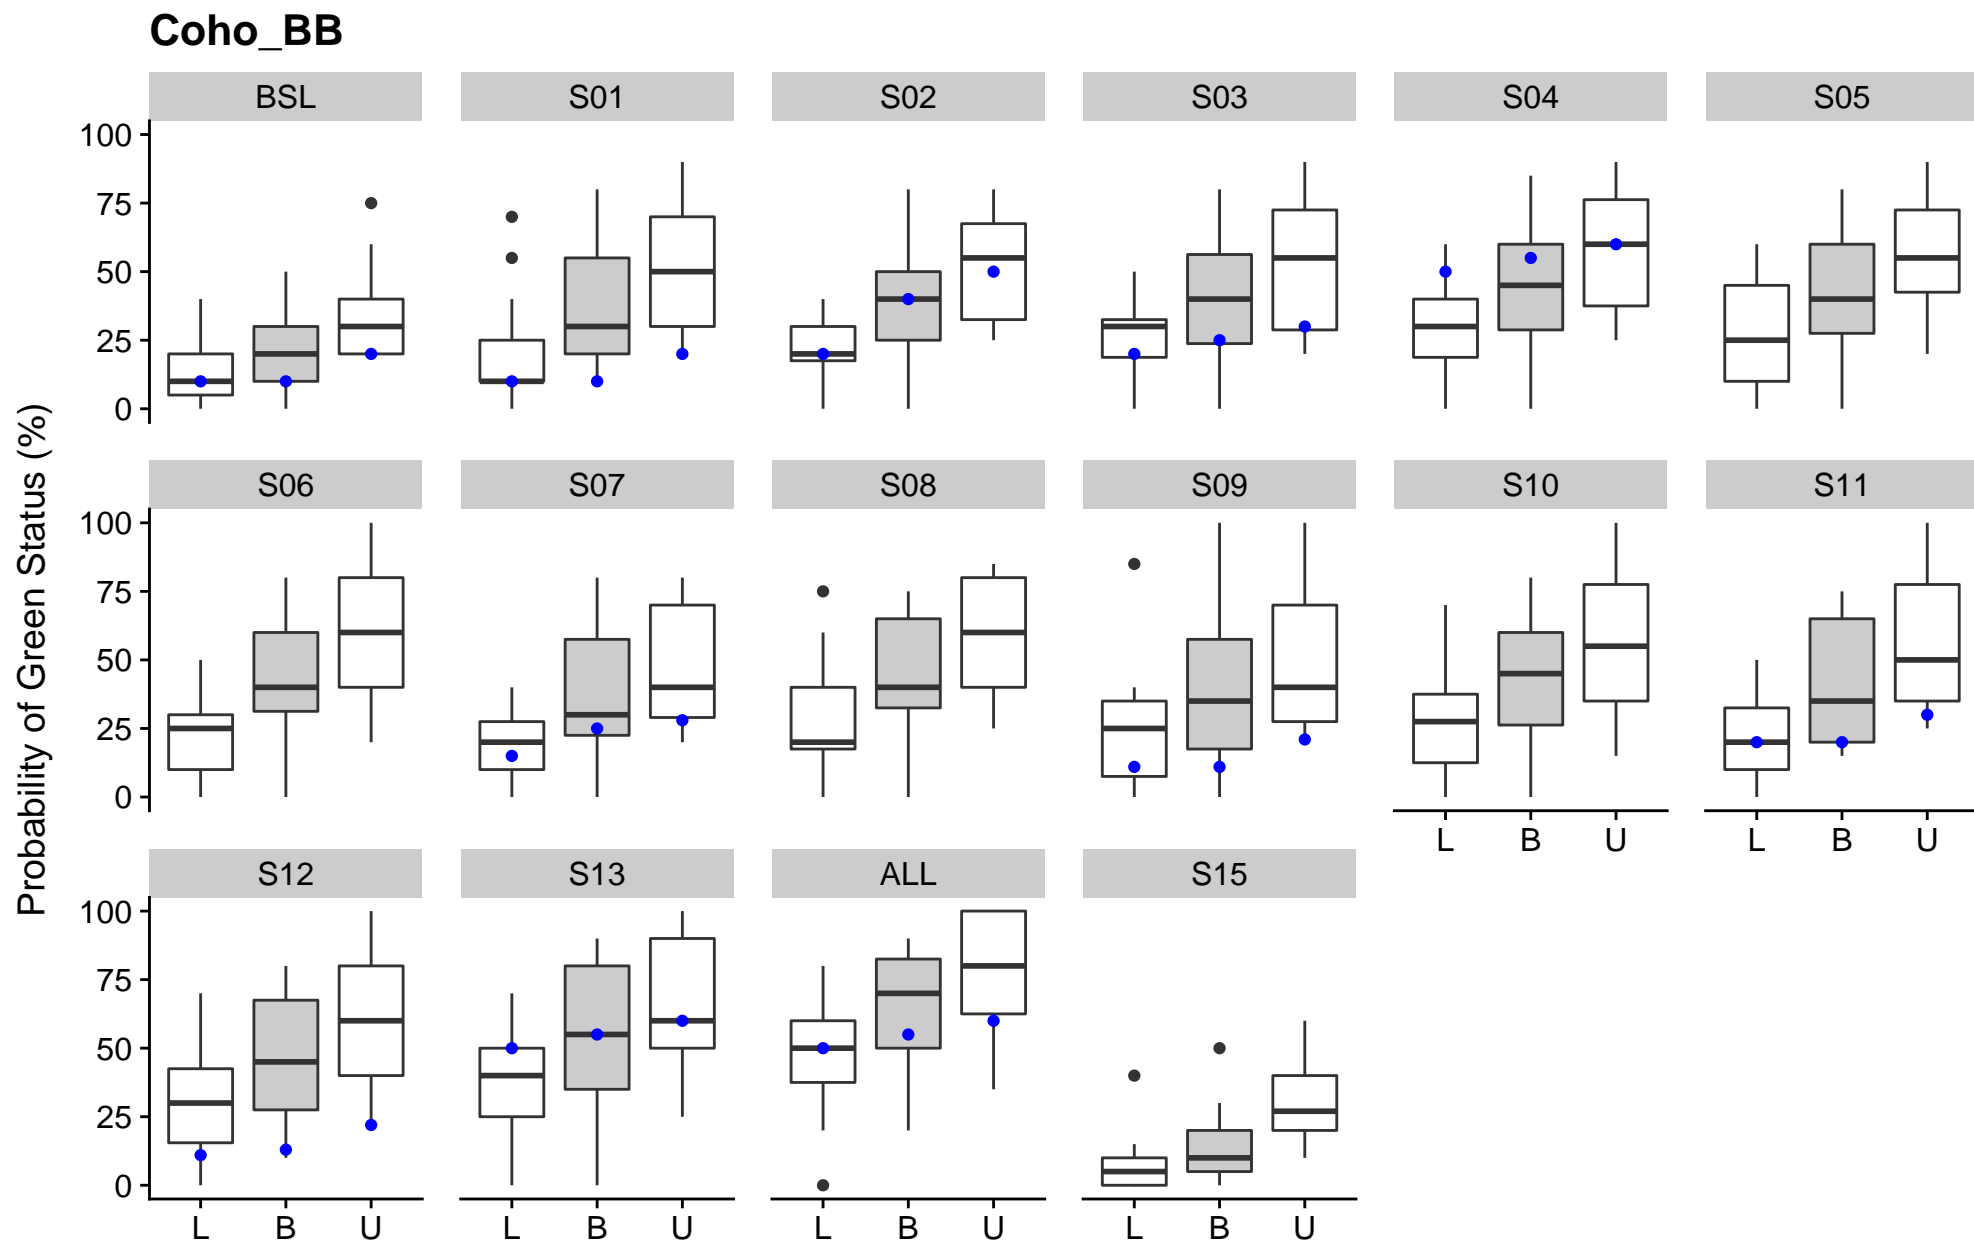 Coho_BB
BSL S01 S02 S03 S04 S05
100
75
50
25
0
S06 S07 S08 S09 S10 S11
100
75
50
25
0
L B U L B U
S12 S13 ALL S15
100
75
50
25
0
L B U L B U L B U L B U
Probability of Green Status (%)